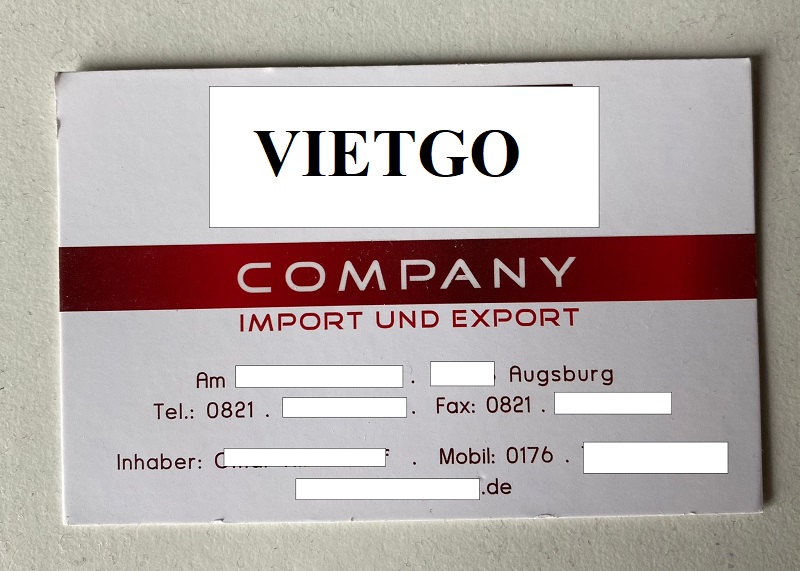 VIETGO
COMPANY
IMPORT UND EXPORT
Am . Augsburg
Tel.: 0821 . . Fax: 0821 .
Inhaber: . Mobil: 0176 .
.de